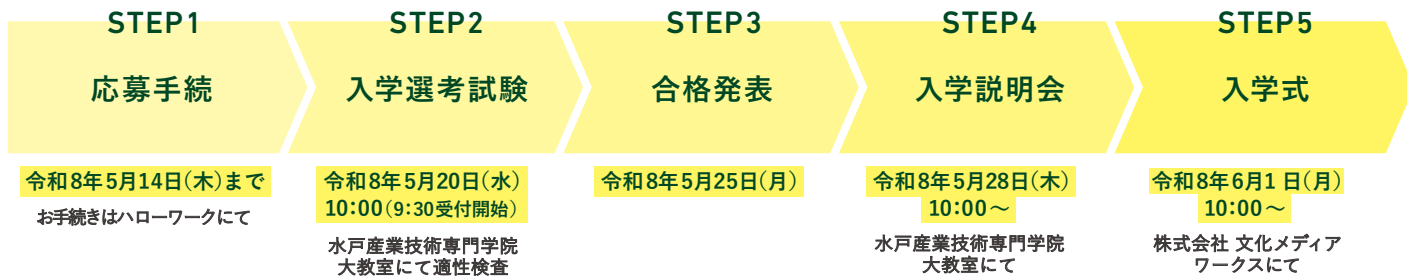 STEP1
応募手続
令和8年5月14日(木)まで
お手続きはハローワークにて
STEP2
入学選考試験
令和8年5月20日(水)
10:00(9:30受付開始)
水戸産業技術専門学院
大教室にて適性検査
STEP3
合格発表
令和8年5月25日(月)
STEP4
入学説明会
令和8年5月28日(木)
10:00〜
水戸産業技術専門学院
大教室にて
STEP5
入学式
令和8年6月1日(月)
10:00〜
株式会社 文化メディア
ワークスにて